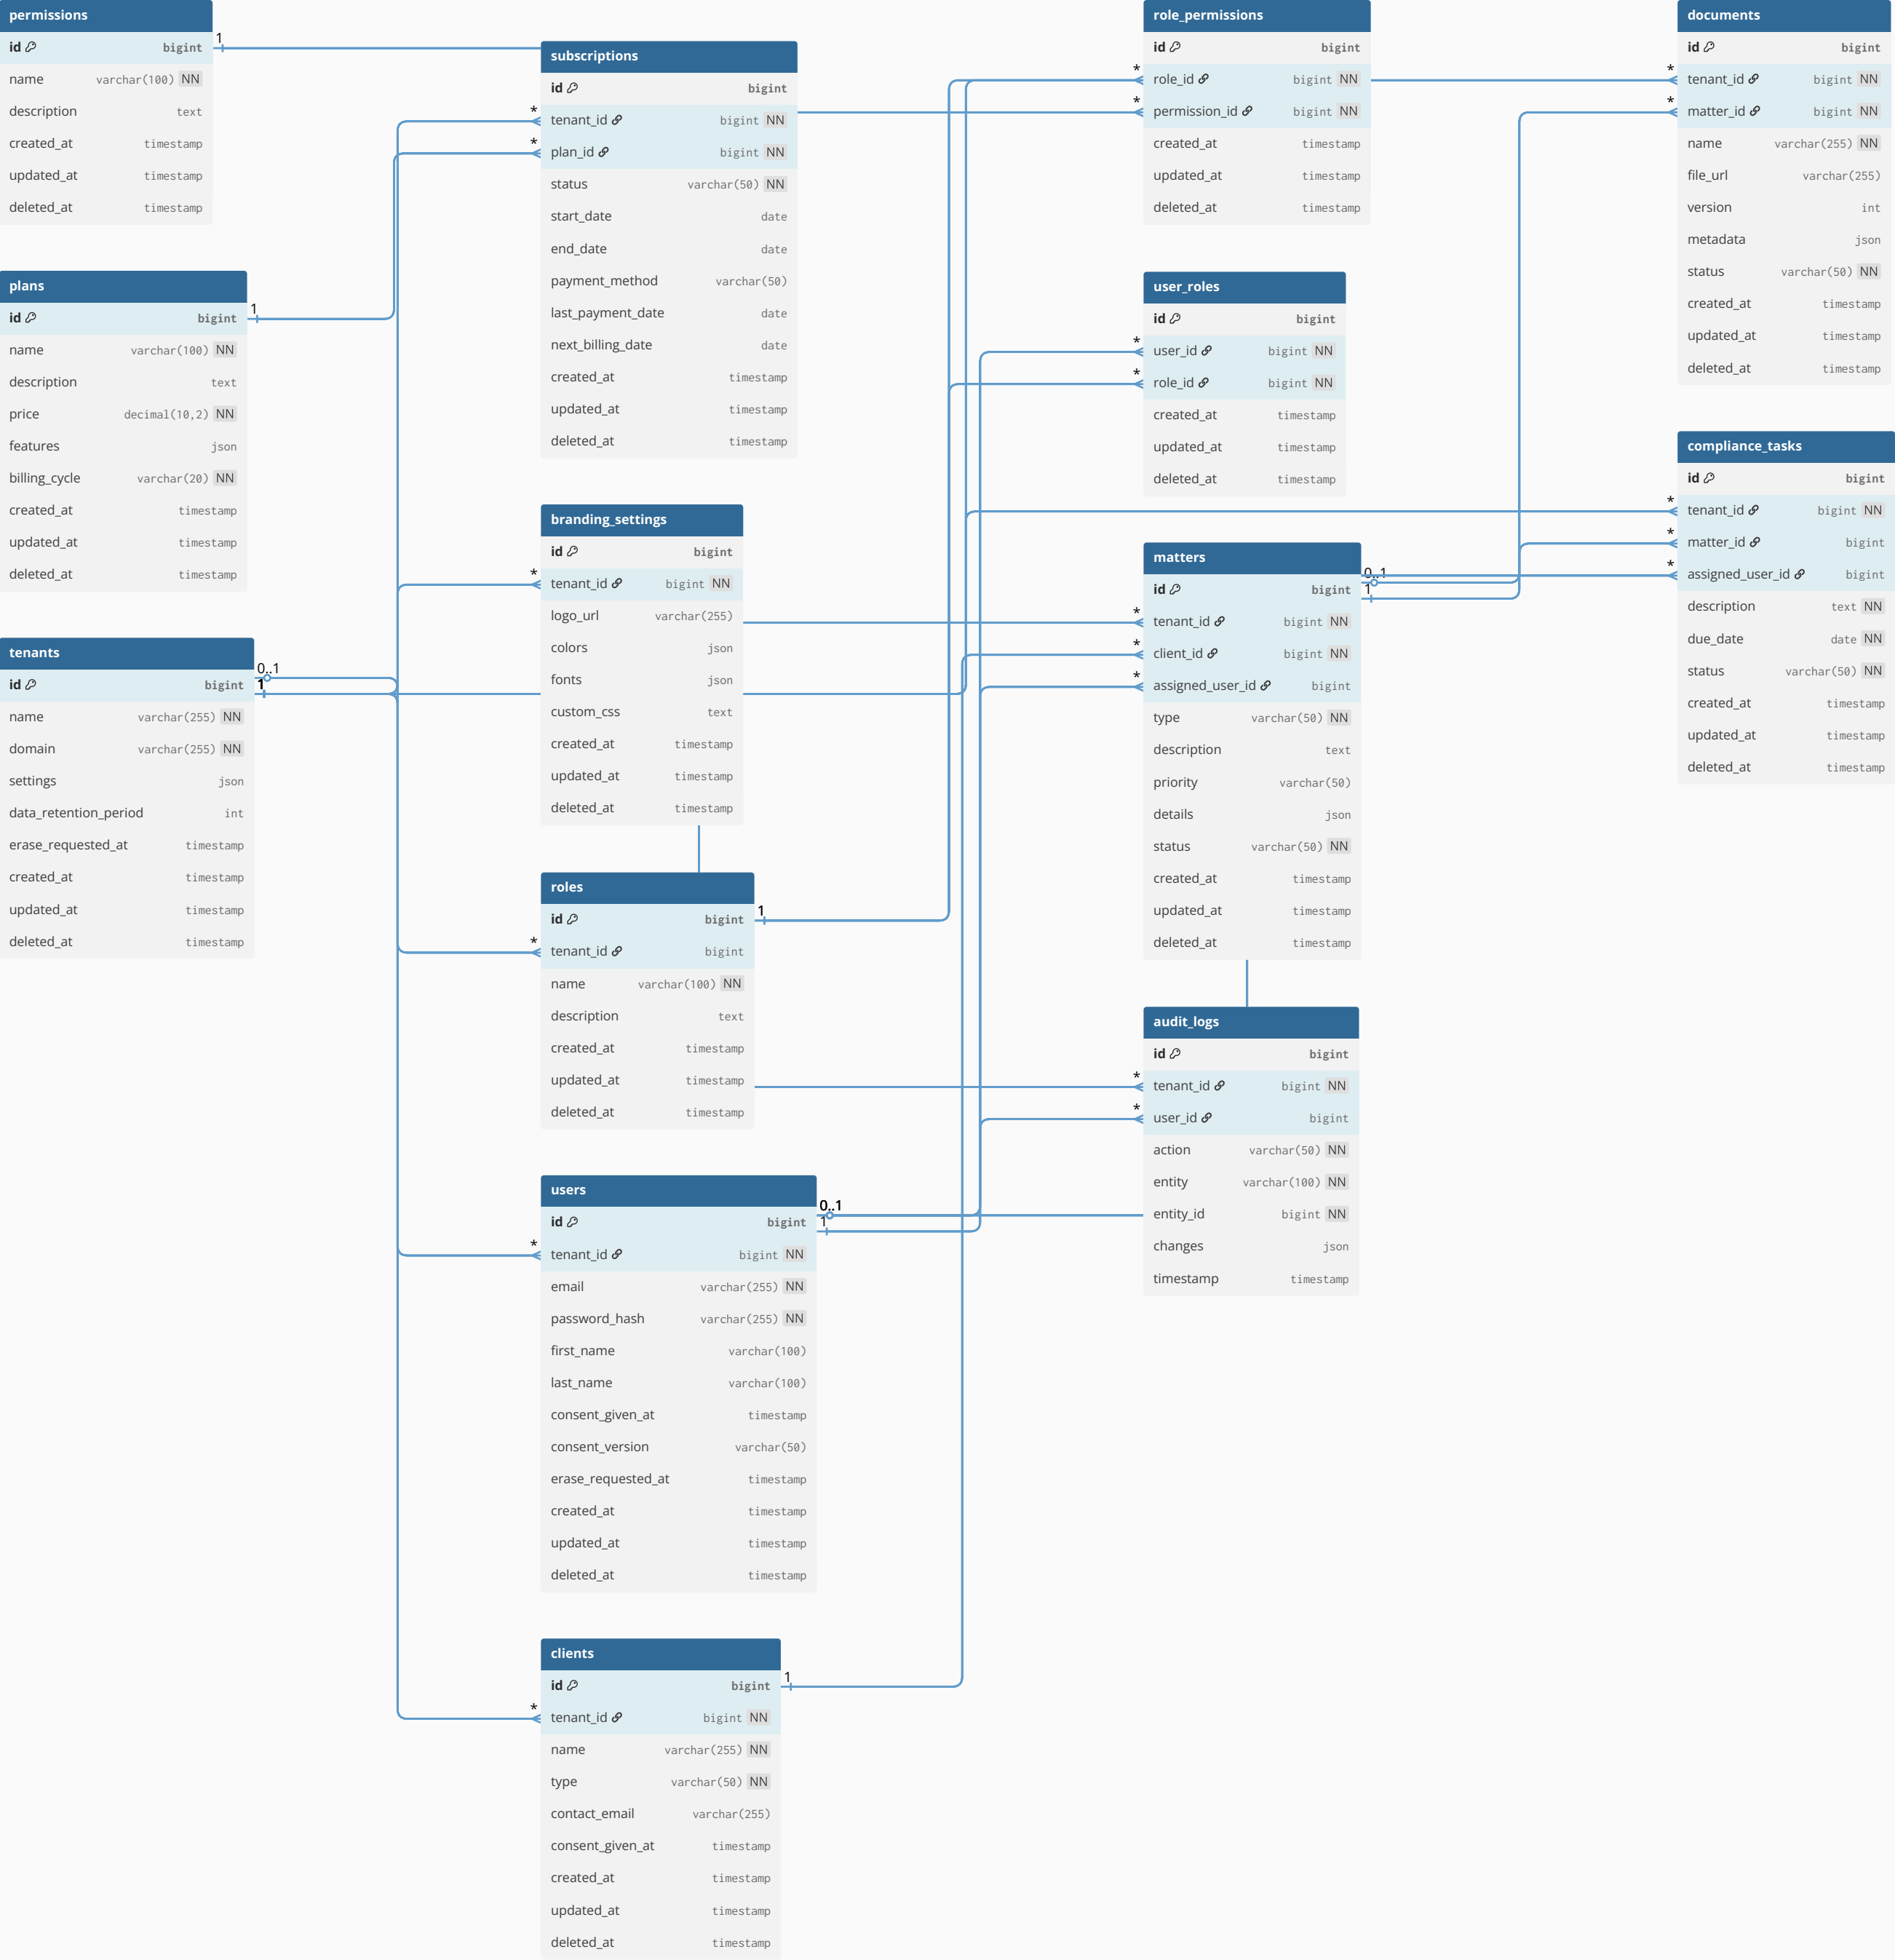 permissions
id bigint
name varchar(100) NN
description text
created_at timestamp
updated_at timestamp
deleted_at timestamp
1
plans
id bigint
name varchar(100) NN
description text
price decimal(10,2) NN
features json
billing_cycle varchar(20) NN
created_at timestamp
updated_at timestamp
deleted_at timestamp
1
tenants
id bigint
name varchar(255) NN
domain varchar(255) NN
settings json
data_retention_period int
erase_requested_at timestamp
created_at timestamp
updated_at timestamp
deleted_at timestamp
0..1
1
subscriptions
id bigint
* tenant_id bigint NN
* plan_id bigint NN
status varchar(50) NN
start_date date
end_date date
payment_method varchar(50)
last_payment_date date
next_billing_date date
created_at timestamp
updated_at timestamp
deleted_at timestamp
branding_settings
id bigint
* tenant_id bigint NN
logo_url varchar(255)
colors json
fonts json
custom_css text
created_at timestamp
updated_at timestamp
deleted_at timestamp
roles
id bigint
1
* tenant_id bigint
name varchar(100) NN
description text
created_at timestamp
updated_at timestamp
deleted_at timestamp
users
id bigint
0..1
1
* tenant_id bigint NN
email varchar(255) NN
password_hash varchar(255) NN
first_name varchar(100)
last_name varchar(100)
consent_given_at timestamp
consent_version varchar(50)
erase_requested_at timestamp
created_at timestamp
updated_at timestamp
deleted_at timestamp
clients
id bigint
1
* tenant_id bigint NN
name varchar(255) NN
type varchar(50) NN
contact_email varchar(255)
consent_given_at timestamp
created_at timestamp
updated_at timestamp
deleted_at timestamp
role_permissions
id bigint
* role_id bigint NN
* permission_id bigint NN
created_at timestamp
updated_at timestamp
deleted_at timestamp
user_roles
id bigint
* user_id bigint NN
* role_id bigint NN
created_at timestamp
updated_at timestamp
deleted_at timestamp
matters
id bigint
0..1
1
* tenant_id bigint NN
* client_id bigint NN
* assigned_user_id bigint
type varchar(50) NN
description text
priority varchar(50)
details json
status varchar(50) NN
created_at timestamp
updated_at timestamp
deleted_at timestamp
audit_logs
id bigint
* tenant_id bigint NN
* user_id bigint
action varchar(50) NN
entity varchar(100) NN
entity_id bigint NN
changes json
timestamp timestamp
documents
id bigint
* tenant_id bigint NN
* matter_id bigint NN
name varchar(255) NN
file_url varchar(255)
version int
metadata json
status varchar(50) NN
created_at timestamp
updated_at timestamp
deleted_at timestamp
compliance_tasks
id bigint
* tenant_id bigint NN
* matter_id bigint
* assigned_user_id bigint
description text NN
due_date date NN
status varchar(50) NN
created_at timestamp
updated_at timestamp
deleted_at timestamp